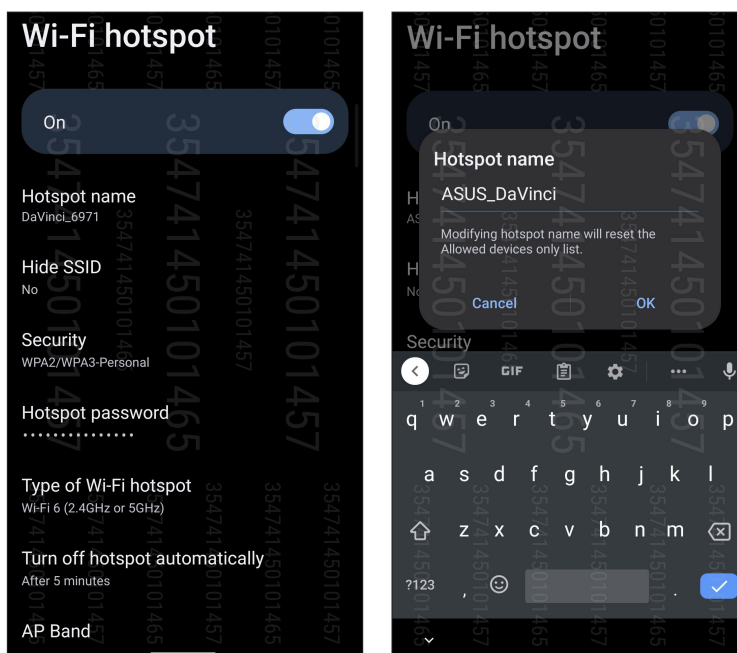 Wi-Fi hotspot
On
Hotspot name
DaVinci_6971
Hide SSID
No
Security
WPA2/WPA3-Personal
Hotspot password
Type of Wi-Fi hotspot
Wi-Fi 6 (2.4GHz or 5GHz)
Turn off hotspot automatically
After 5 minutes
AP Band
Wi-Fi hotspot
On
Hotspot name
ASUS_DaVinci
Modifying hotspot name will reset the
Allowed devices only list.
Cancel OK
Security
GIF
1 2 3 4 5 6 7 8 9
q w e r t y u i o p
a s d f g h j k l
z x c v b n m
?123 , .
354741450101465
354741450101457